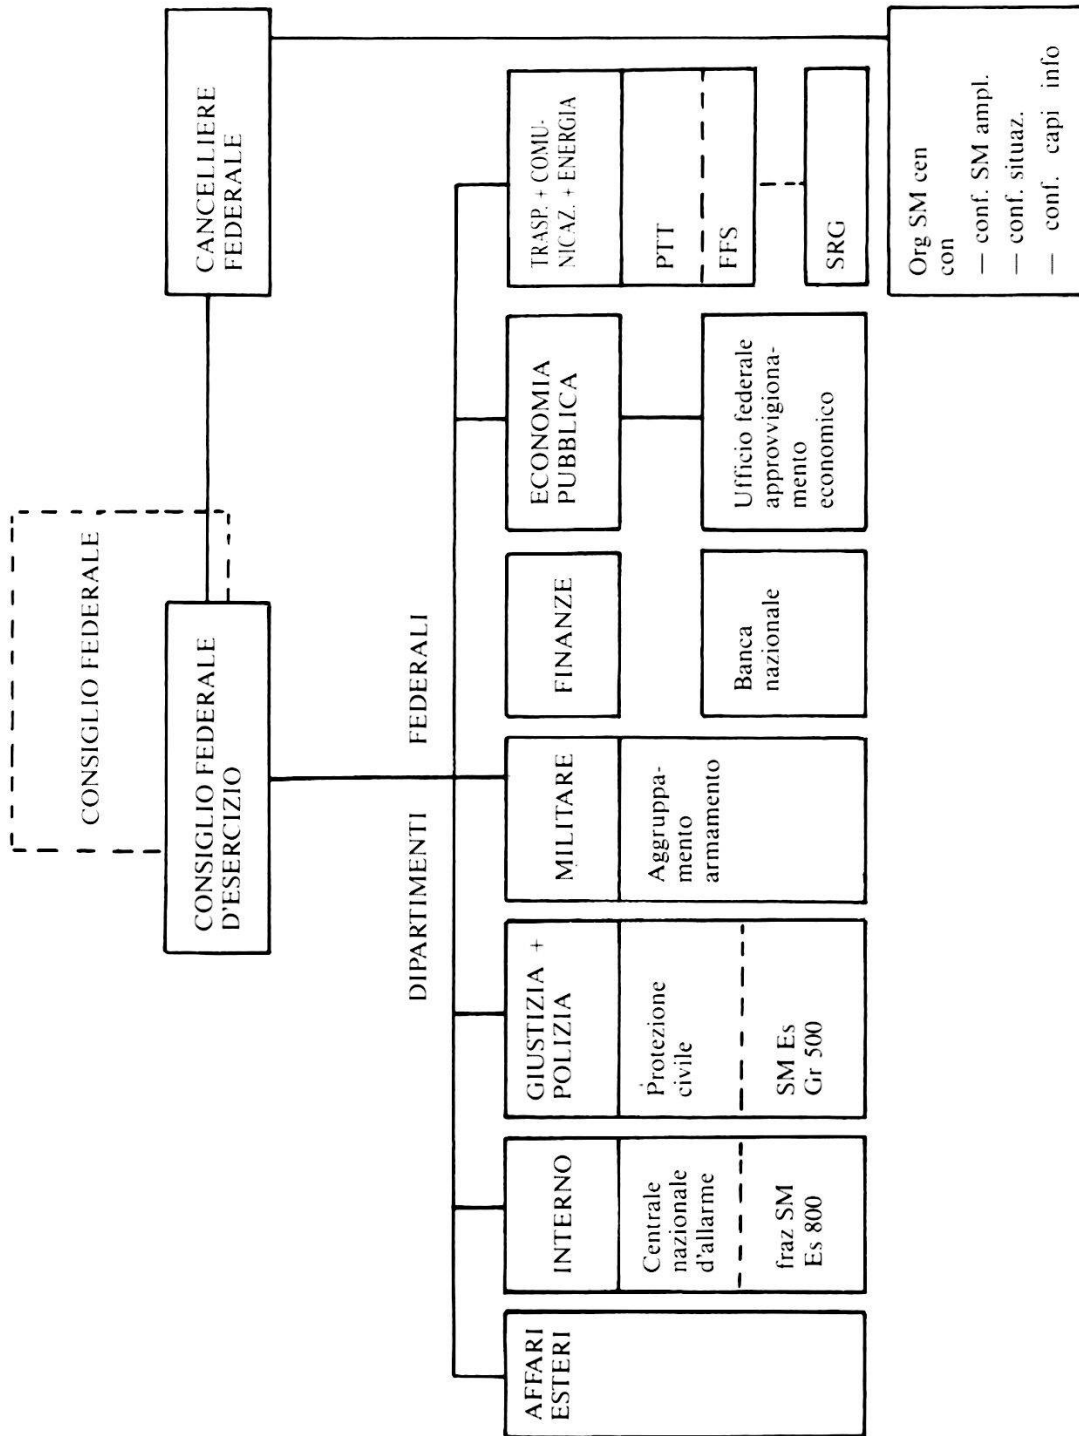 CONSIGLIO FEDERALE
CONSIGLIO FEDERALE
D'ESERCIZIO
CANCELLIERE
FEDERALE
DIPARTIMENTI FEDERALI
AFFARI
ESTERI
INTERNO
Centrale
nazionale
d'allarme
fraz SM
Es 800
GIUSTIZIA +
POLIZIA
Protezione
civile
SM Es
Gr 500
MILITARE
Aggruppa-
mento
armamento
FINANZE
Banca
nazionale
ECONOMIA
PUBBLICA
Ufficio federale
approvvigiona-
mento
economico
TRASP. + COMU-
NICAZ. + ENERGIA
PTT
FFS
SRG
Org SM cen
con
— conf. SM ampl.
— conf. situaz.
— conf. capi info